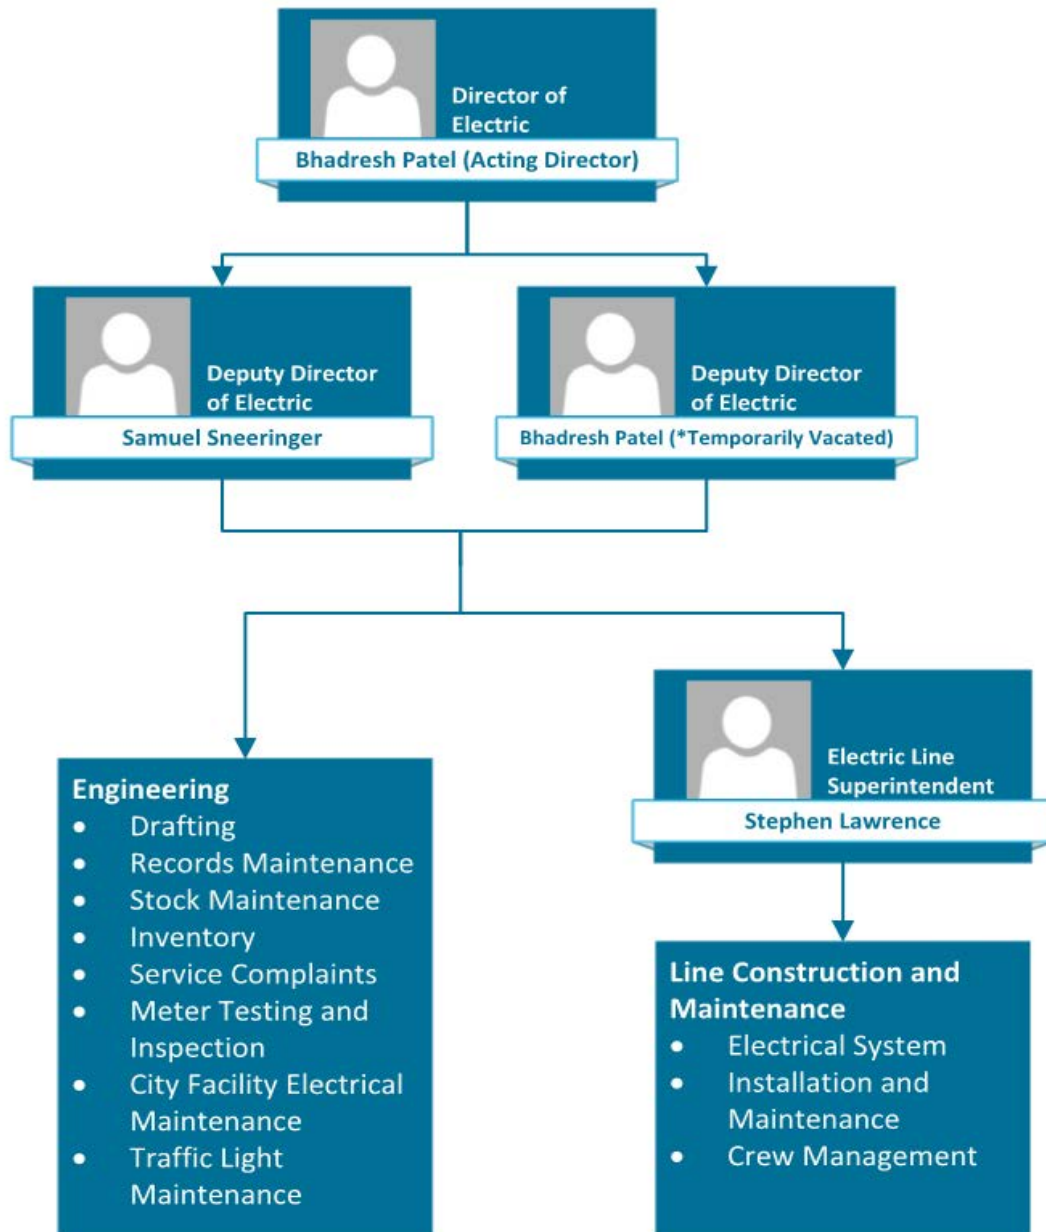 Director of
Electric
Bhadresh Patel (Acting Director)
Deputy Director
of Electric
Samuel Sneeringer
Deputy Director
of Electric
Bhadresh Patel (*Temporarily Vacated)
Engineering
• Drafting
• Records Maintenance
• Stock Maintenance
• Inventory
• Service Complaints
• Meter Testing and
Inspection
• City Facility Electrical
Maintenance
• Traffic Light
Maintenance
Electric Line
Superintendent
Stephen Lawrence
Line Construction and
Maintenance
• Electrical System
• Installation and
Maintenance
• Crew Management